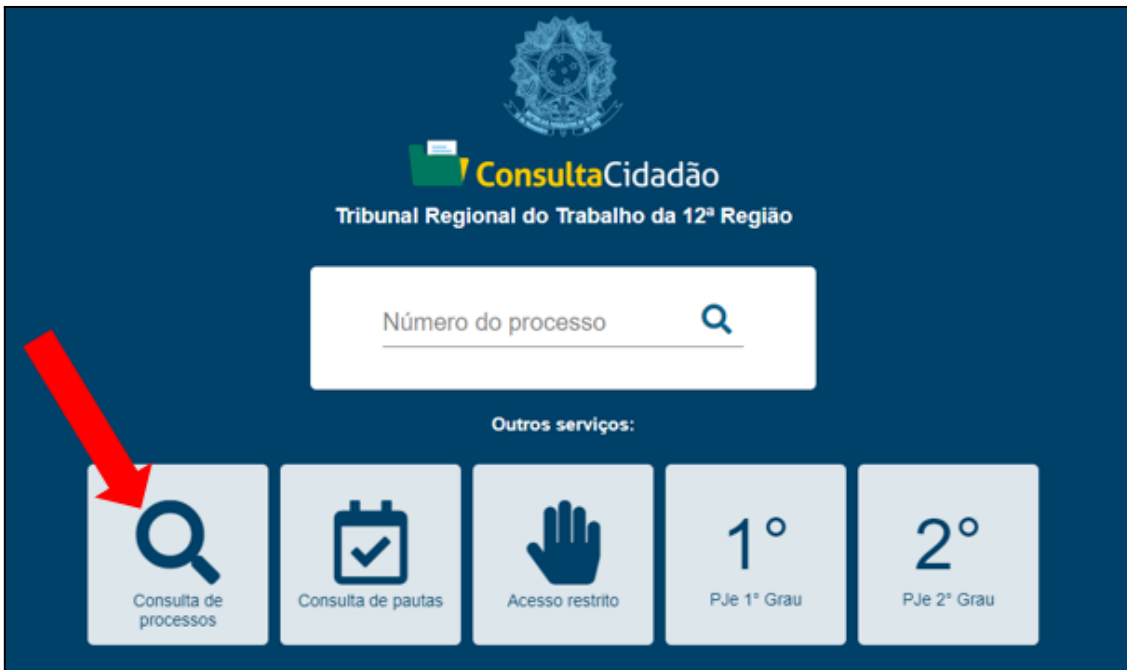 ConsultaCidadão
Tribunal Regional do Trabalho da 12ª Região
Número do processo
Outros serviços:
Consulta de
processos
Consulta de pautas
Acesso restrito
1°
PJe 1° Grau
2°
PJe 2° Grau